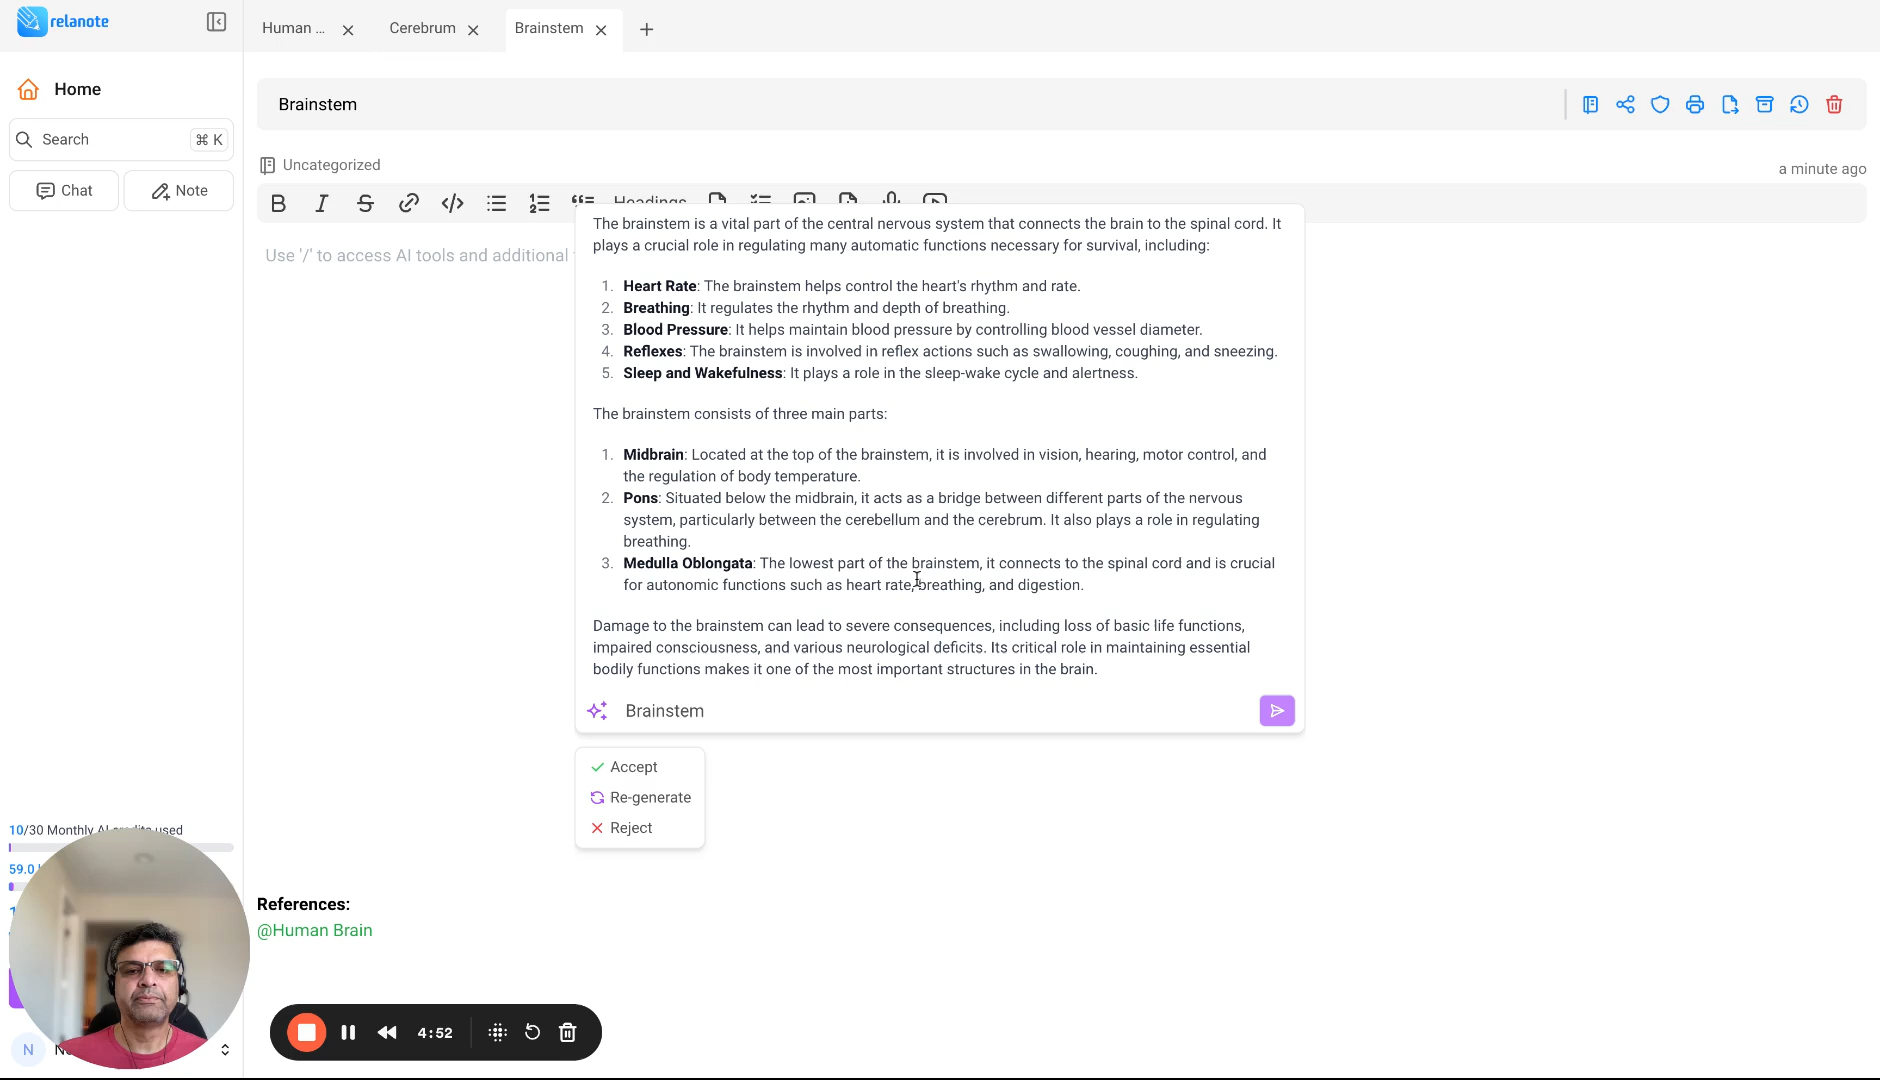 relanote
Human ...
Cerebrum
Brainstem
Home
Search
⌘ K
Chat
Note
Brainstem
Uncategorized
a minute ago
Headings
Use '/' to access AI tools and additional
The brainstem is a vital part of the central nervous system that connects the brain to the spinal cord. It
plays a crucial role in regulating many automatic functions necessary for survival, including:
1. Heart Rate: The brainstem helps control the heart's rhythm and rate.
2. Breathing: It regulates the rhythm and depth of breathing.
3. Blood Pressure: It helps maintain blood pressure by controlling blood vessel diameter.
4. Reflexes: The brainstem is involved in reflex actions such as swallowing, coughing, and sneezing.
5. Sleep and Wakefulness: It plays a role in the sleep-wake cycle and alertness.
The brainstem consists of three main parts:
1. Midbrain: Located at the top of the brainstem, it is involved in vision, hearing, motor control, and
the regulation of body temperature.
2. Pons: Situated below the midbrain, it acts as a bridge between different parts of the nervous
system, particularly between the cerebellum and the cerebrum. It also plays a role in regulating
breathing.
3. Medulla Oblongata: The lowest part of the brainstem, it connects to the spinal cord and is crucial
for autonomic functions such as heart rate, breathing, and digestion.
Damage to the brainstem can lead to severe consequences, including loss of basic life functions,
impaired consciousness, and various neurological deficits. Its critical role in maintaining essential
bodily functions makes it one of the most important structures in the brain.
Brainstem
Accept
Re-generate
Reject
10/30 Monthly AI credits used
59.0
References:
@Human Brain
4:52
N